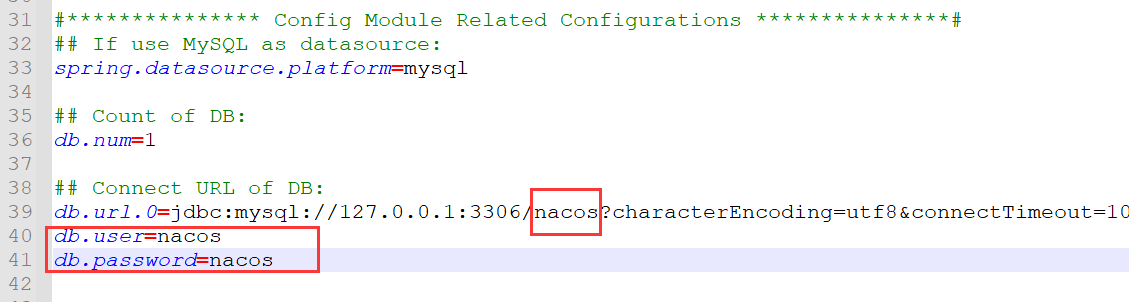 31 #*************** Config Module Related Configurations ***************#
32 ## If use MySQL as datasource:
33 spring.datasource.platform=mysql
34
35 ## Count of DB:
36 db.num=1
37
38 ## Connect URL of DB:
39 db.url.0=jdbc:mysql://127.0.0.1:3306/nacos?characterEncoding=utf8&connectTimeout=10
40 db.user=nacos
41 db.password=nacos
42